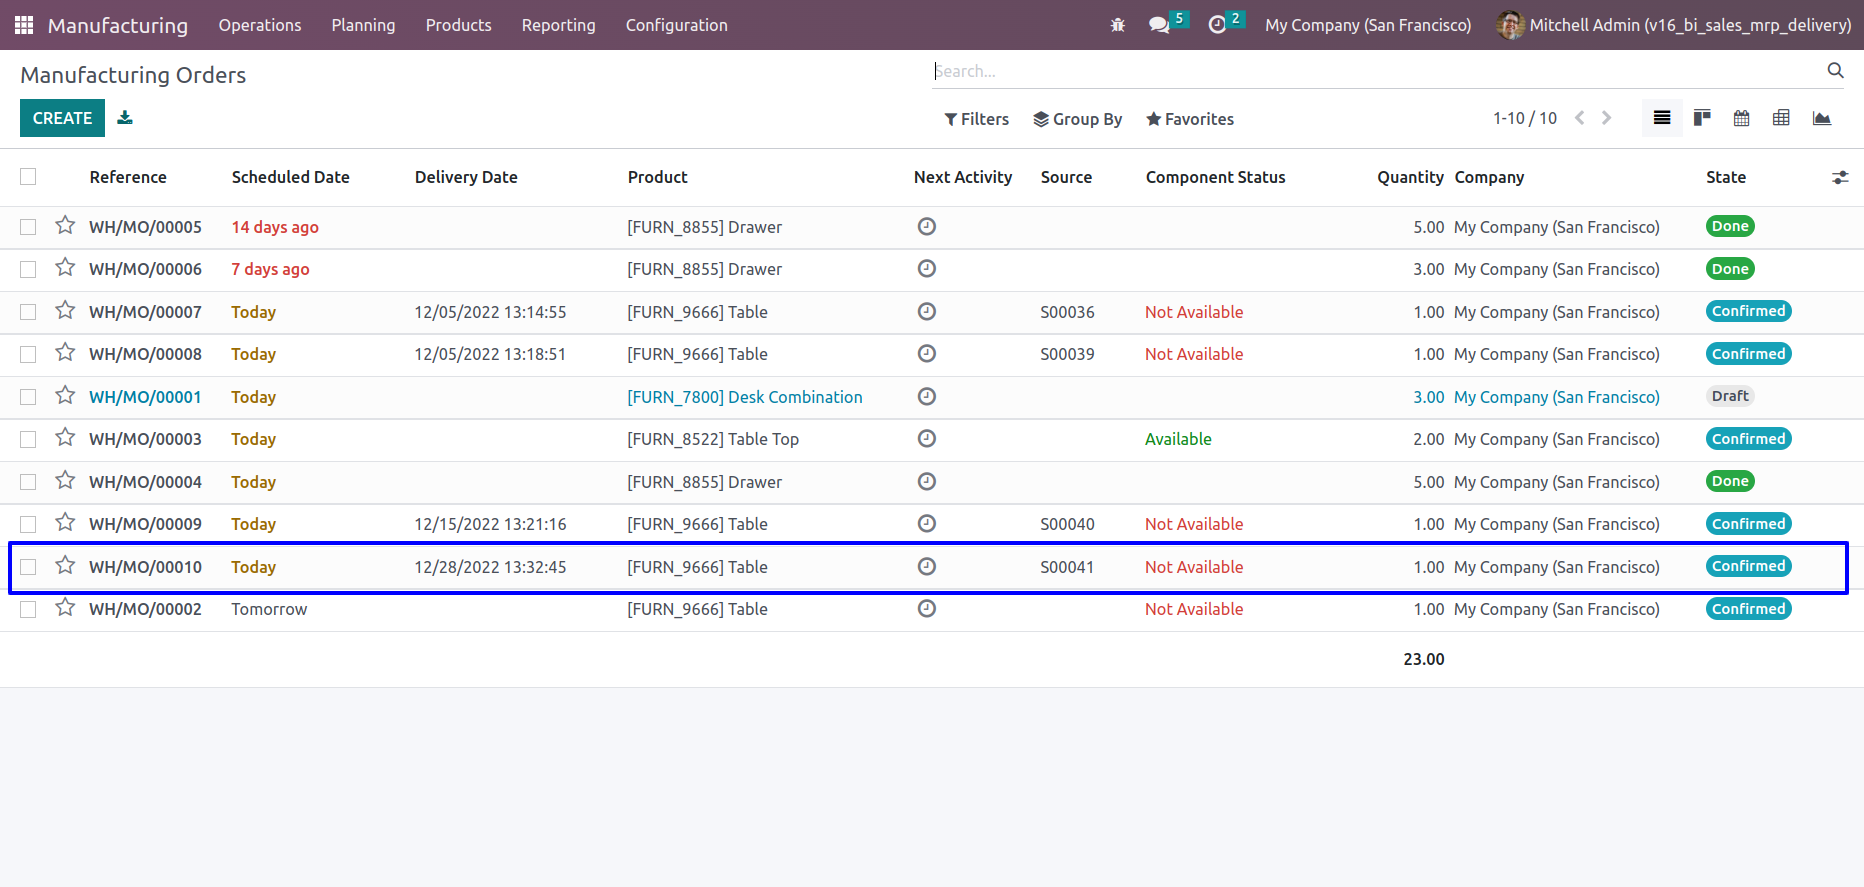 Manufacturing Operations Planning Products Reporting Configuration 5 2 My Company (San Francisco) Mitchell Admin (v16_bi_sales_mrp_delivery)
Manufacturing Orders Search...
CREATE Filters Group By Favorites 1-10 / 10
Reference Scheduled Date Delivery Date Product Next Activity Source Component Status Quantity Company State
WH/MO/00005 14 days ago [FURN_8855] Drawer 5.00 My Company (San Francisco) Done
WH/MO/00006 7 days ago [FURN_8855] Drawer 3.00 My Company (San Francisco) Done
WH/MO/00007 Today 12/05/2022 13:14:55 [FURN_9666] Table S00036 Not Available 1.00 My Company (San Francisco) Confirmed
WH/MO/00008 Today 12/05/2022 13:18:51 [FURN_9666] Table S00039 Not Available 1.00 My Company (San Francisco) Confirmed
WH/MO/00001 Today [FURN_7800] Desk Combination 3.00 My Company (San Francisco) Draft
WH/MO/00003 Today [FURN_8522] Table Top Available 2.00 My Company (San Francisco) Confirmed
WH/MO/00004 Today [FURN_8855] Drawer 5.00 My Company (San Francisco) Done
WH/MO/00009 Today 12/15/2022 13:21:16 [FURN_9666] Table S00040 Not Available 1.00 My Company (San Francisco) Confirmed
WH/MO/00010 Today 12/28/2022 13:32:45 [FURN_9666] Table S00041 Not Available 1.00 My Company (San Francisco) Confirmed
WH/MO/00002 Tomorrow [FURN_9666] Table Not Available 1.00 My Company (San Francisco) Confirmed
23.00